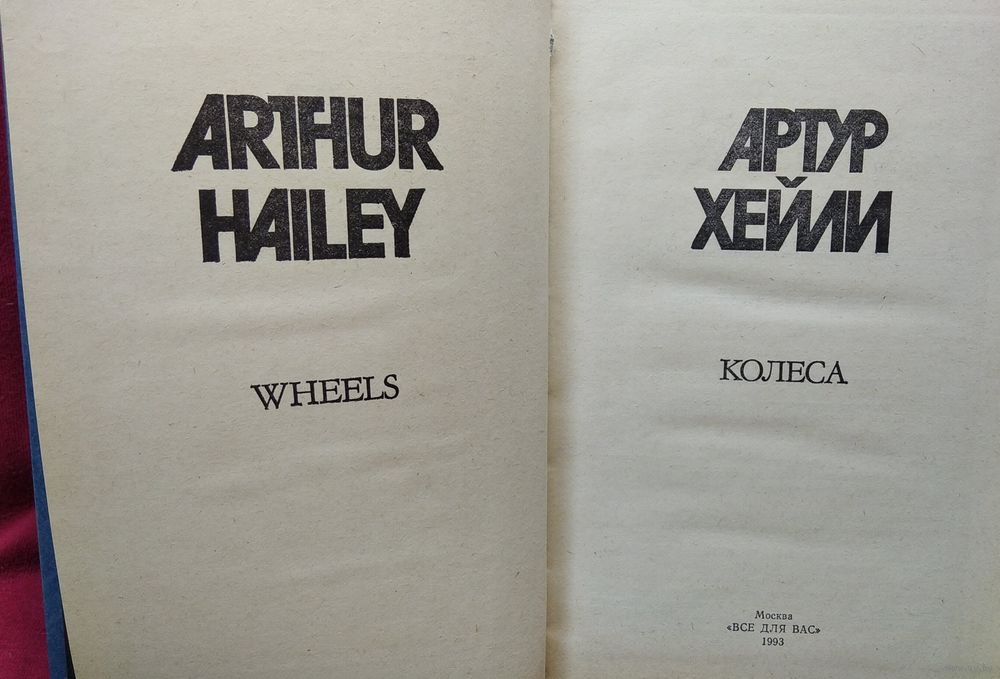 ARTHUR
HAILEY
WHEELS
АРТУР
ХЕЙЛИ
КОЛЕСА
Москва
«ВСЕ ДЛЯ ВАС»
1993